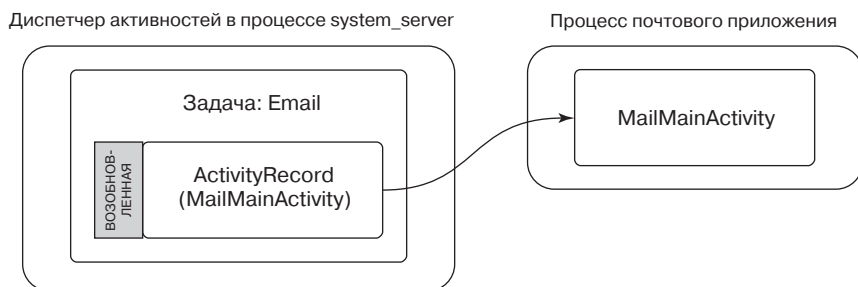 Диспетчер активностей в процессе system_server
Процесс почтового приложения
Задача: Email
ВОЗОБНОВ-
ЛЕННАЯ
ActivityRecord
(MailMainActivity)
MailMainActivity